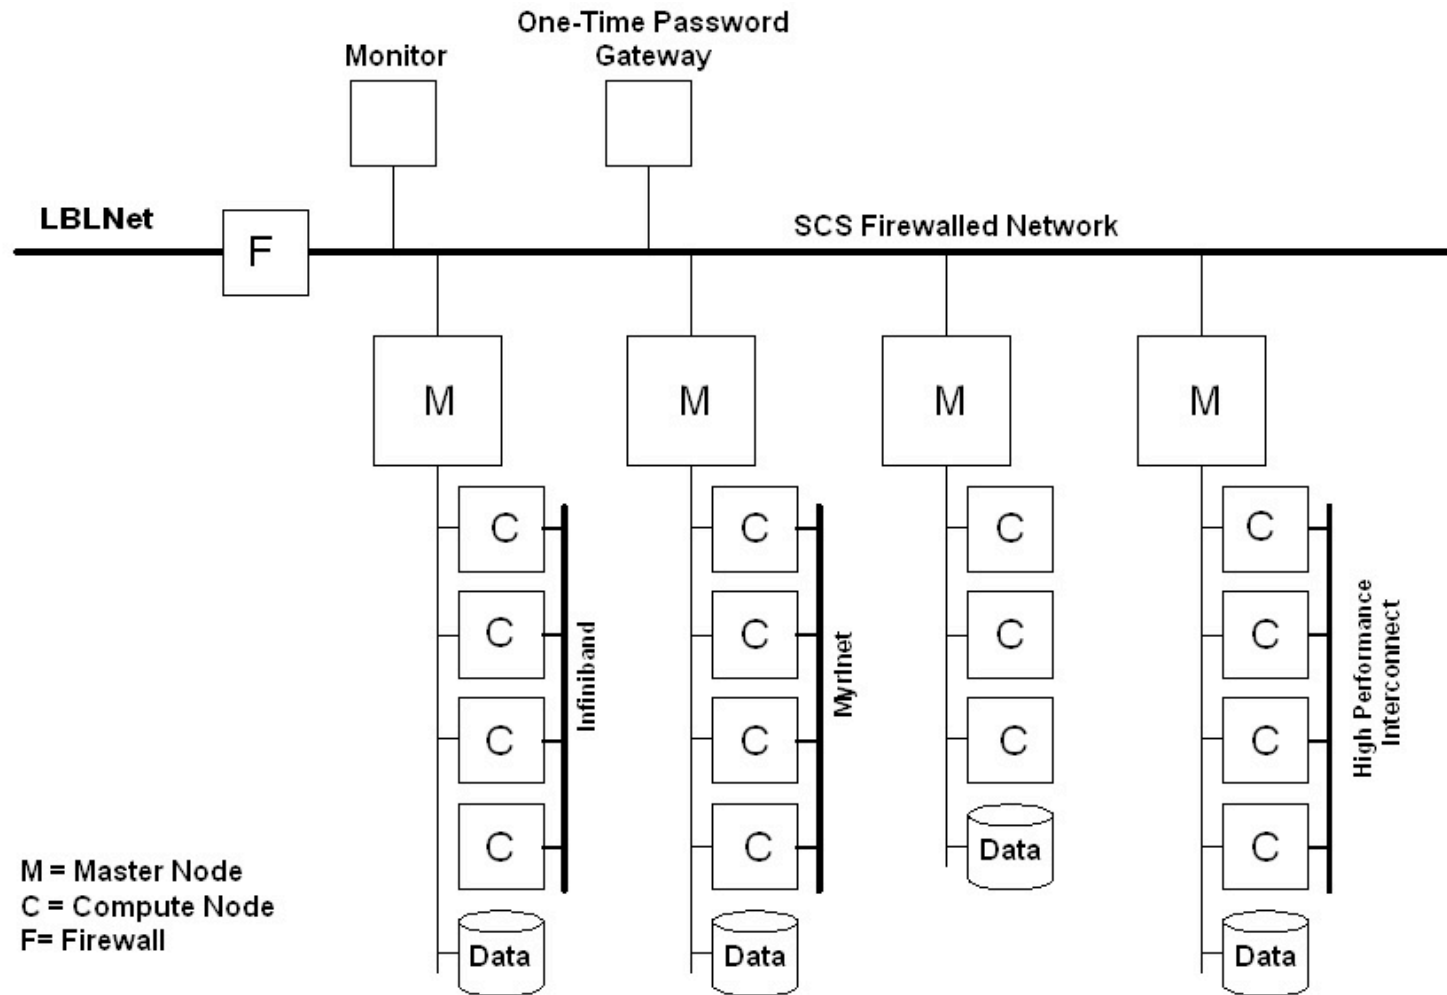 One-Time Password
Gateway
Monitor
LBLNet
F
SCS Firewalled Network
M
M
M
M
C
C
C
C
Infiniband
Data
C
C
C
C
Myrinet
Data
C
C
C
Data
C
C
C
C
High Performance
Interconnect
Data
M = Master Node
C = Compute Node
F= Firewall